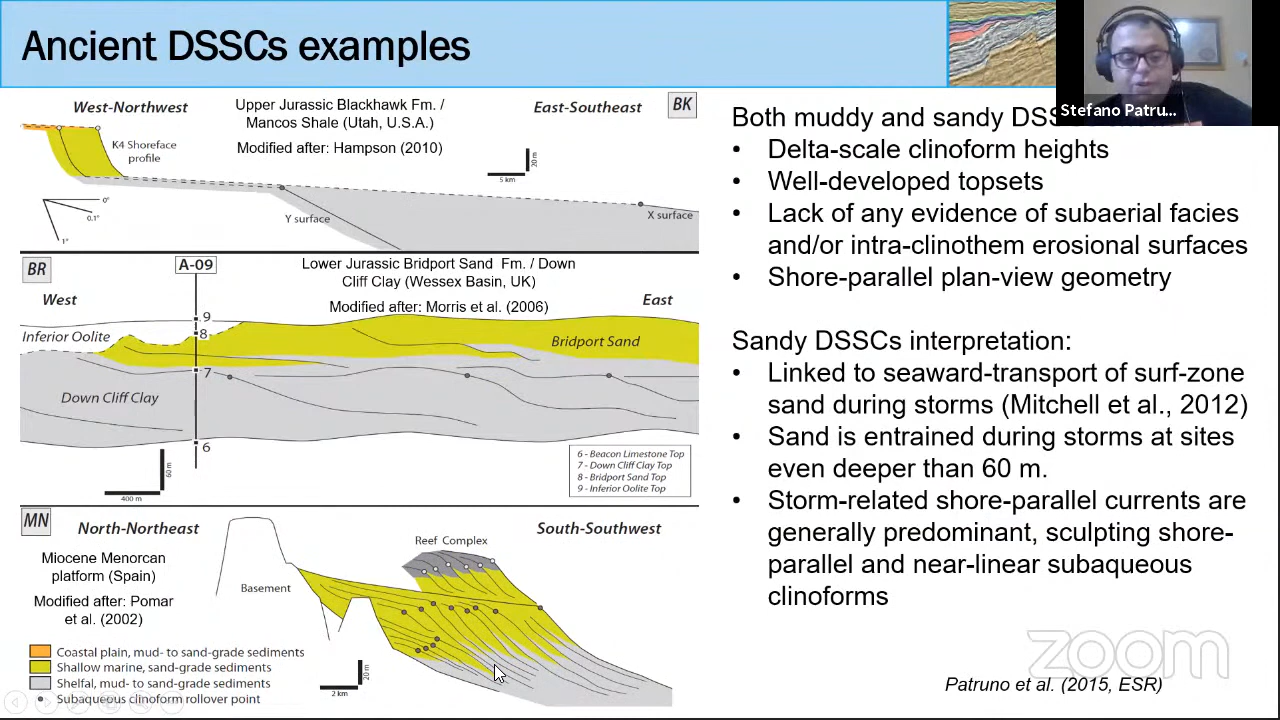 Ancient DSSCs examples
Stefano Patru...
West-Northwest
Upper Jurassic Blackhawk Fm. /
Mancos Shale (Utah, U.S.A.)
Modified after: Hampson (2010)
East-Southeast
BK
K4 Shoreface
profile
20 m
5 km
0°
0.1°
1°
Y surface
X surface
BR
A-09
West
Lower Jurassic Bridport Sand Fm. / Down
Cliff Clay (Wessex Basin, UK)
Modified after: Morris et al. (2006)
East
9
8
7
6
Inferior Oolite
Bridport Sand
Down Cliff Clay
60 m
400 m
6 - Beacon Limestone Top
7 - Down Cliff Clay Top
8 - Bridport Sand Top
9 - Inferior Oolite Top
MN
North-Northeast
South-Southwest
Miocene Menorcan
platform (Spain)
Modified after: Pomar
et al. (2002)
Basement
Reef Complex
20 m
2 km
Coastal plain, mud- to sand-grade sediments
Shallow marine, sand-grade sediments
Shelfal, mud- to sand-grade sediments
Subaqueous clinoform rollover point
Both muddy and sandy DSS
• Delta-scale clinoform heights
• Well-developed topsets
• Lack of any evidence of subaerial facies
and/or intra-clinothem erosional surfaces
• Shore-parallel plan-view geometry
Sandy DSSCs interpretation:
• Linked to seaward-transport of surf-zone
sand during storms (Mitchell et al., 2012)
• Sand is entrained during storms at sites
even deeper than 60 m.
• Storm-related shore-parallel currents are
generally predominant, sculpting shore-
parallel and near-linear subaqueous
clinoforms
zoom
Patruno et al. (2015, ESR)